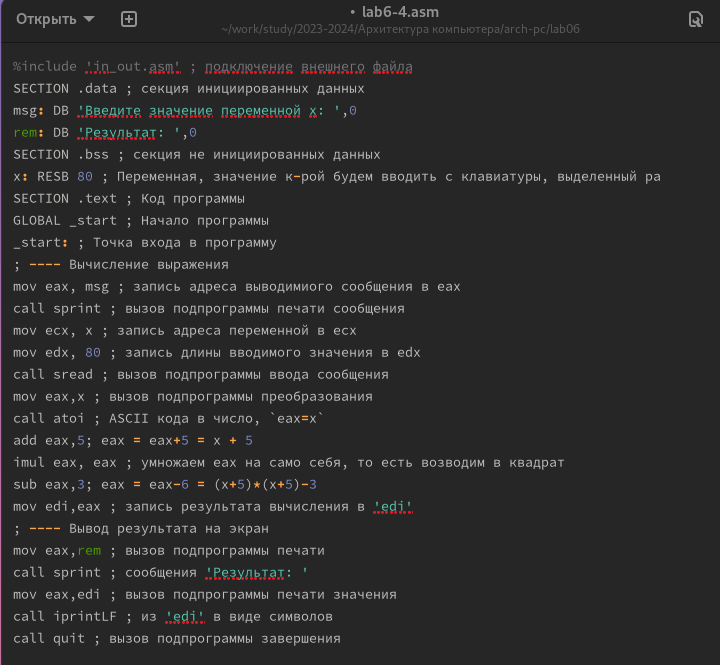 Открыть
• lab6-4.asm
~/work/study/2023-2024/Архитектура компьютера/arch-pc/lab06
%include 'in_out.asm' ; подключение внешнего файла
SECTION .data ; секция инициированных данных
msg: DB 'Введите значение переменной х: ',0
rem: DB 'Результат: ',0
SECTION .bss ; секция не инициированных данных
x: RESB 80 ; Переменная, значение к-рой будем вводить с клавиатуры, выделенный ра
SECTION .text ; Код программы
GLOBAL _start ; Начало программы
_start: ; Точка входа в программу
; ---- Вычисление выражения
mov eax, msg ; запись адреса выводимиого сообщения в eax
call sprint ; вызов подпрограммы печати сообщения
mov ecx, x ; запись адреса переменной в ecx
mov edx, 80 ; запись длины вводимого значения в edx
call sread ; вызов подпрограммы ввода сообщения
mov eax,x ; вызов подпрограммы преобразования
call atoi ; ASCII кода в число, `eax=x`
add eax,5; eax = eax+5 = x + 5
imul eax, eax ; умножаем eax на само себя, то есть возводим в квадрат
sub eax,3; eax = eax-6 = (x+5)*(x+5)-3
mov edi,eax ; запись результата вычисления в 'edi'
; ---- Вывод результата на экран
mov eax,rem ; вызов подпрограммы печати
call sprint ; сообщения 'Результат: '
mov eax,edi ; вызов подпрограммы печати значения
call iprintLF ; из 'edi' в виде символов
call quit ; вызов подпрограммы завершения